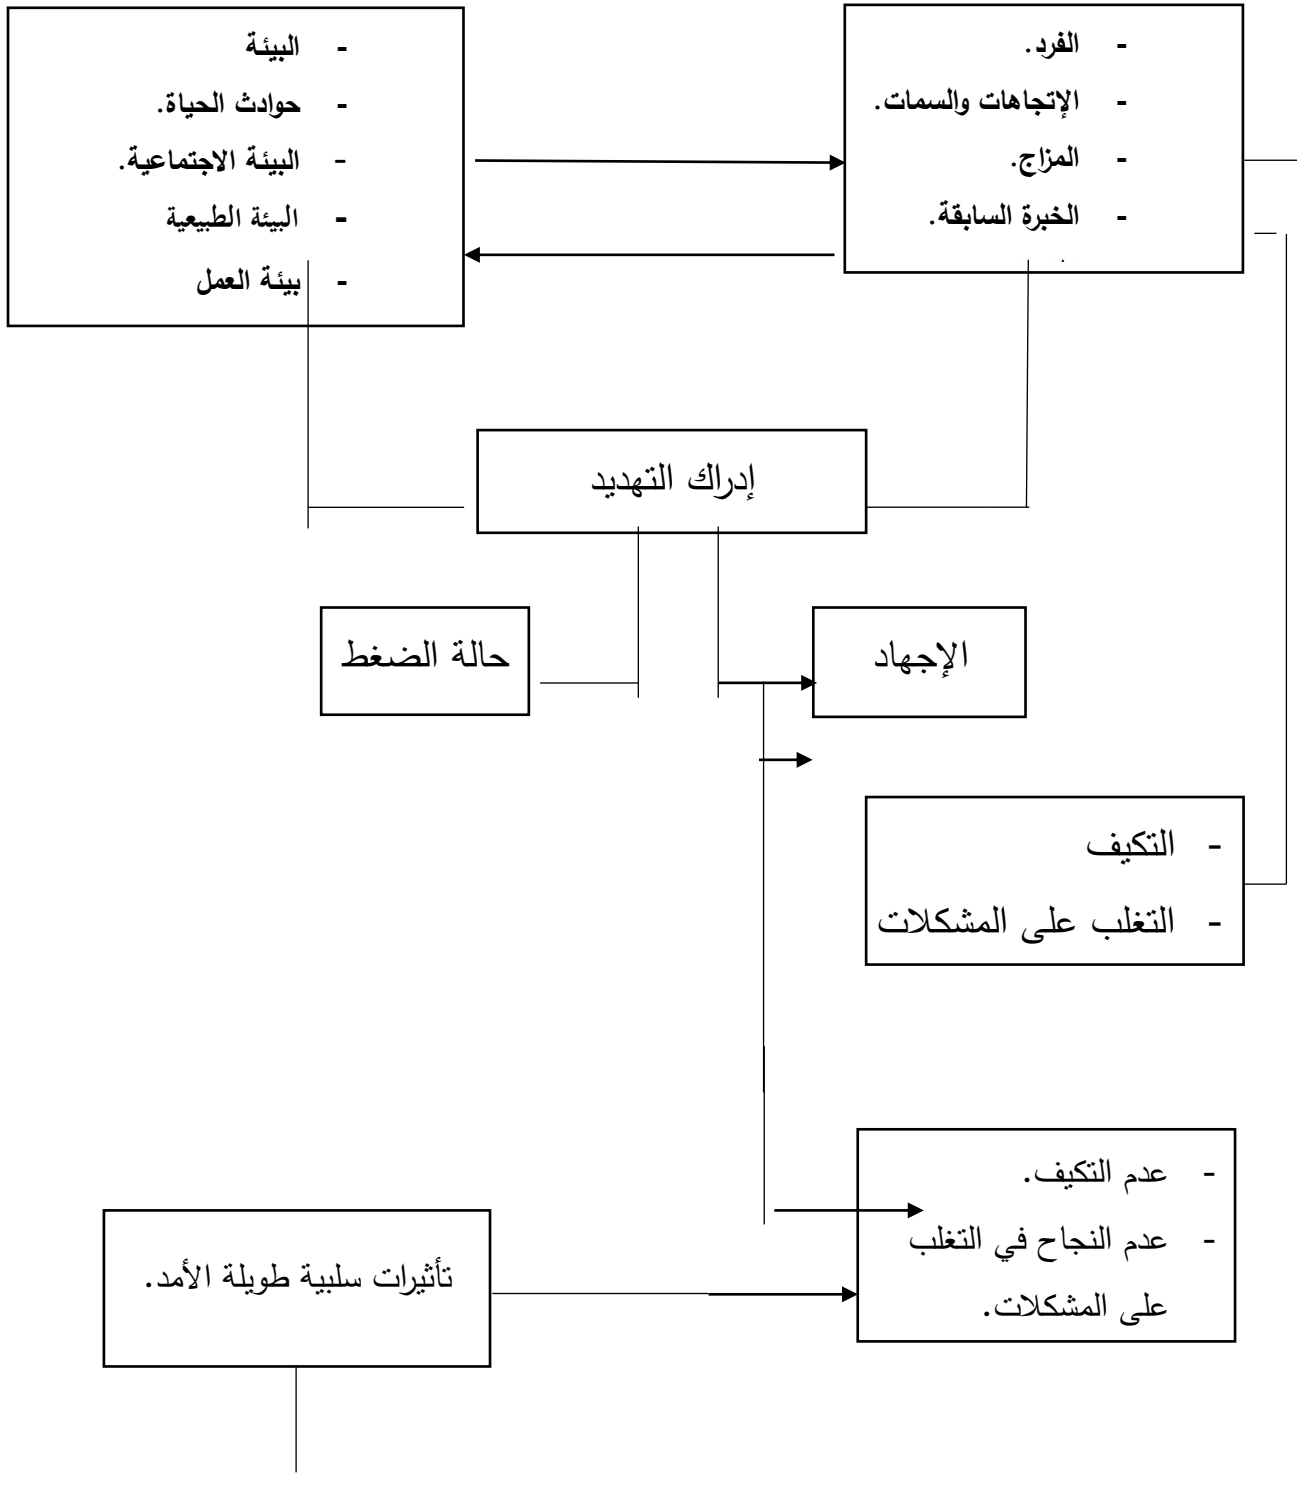 - الفرد.
- الإتجاهات والسمات.
- المزاج.
- الخبرة السابقة.
- البيئة
- حوادث الحياة.
- البيئة الاجتماعية.
- البيئة الطبيعية
- بيئة العمل
إدراك التهديد
الإجهاد
حالة الضغط
- التكيف
- التغلب على المشكلات
- عدم التكيف.
- عدم النجاح في التغلب
على المشكلات.
تأثيرات سلبية طويلة الأمد.